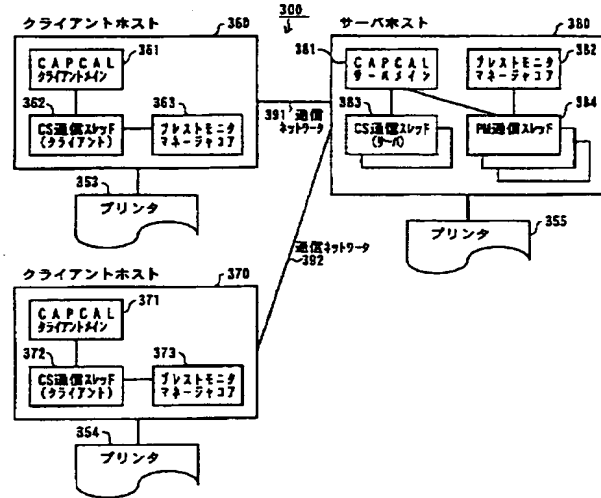 300
クライアントホスト
360
CAPCAL
クライアントメイン
361
362
CS通信スレッド
(クライアント)
363
プレストモニタ
マネージャコア
353
プリンタ
391
通信
ネットワータ
サーバホスト
380
381
CAPCAL
サーバメイン
382
プレストモニタ
マネージャコア
383
CS通信スレッド
(サーバ)
384
PM通信スレッド
プリンタ
355
通信ネットワータ
392
クライアントホスト
370
CAPCAL
クライアントメイン
371
372
CS通信スレッド
(クライアント)
373
プレストモニタ
マネージャコア
354
プリンタ